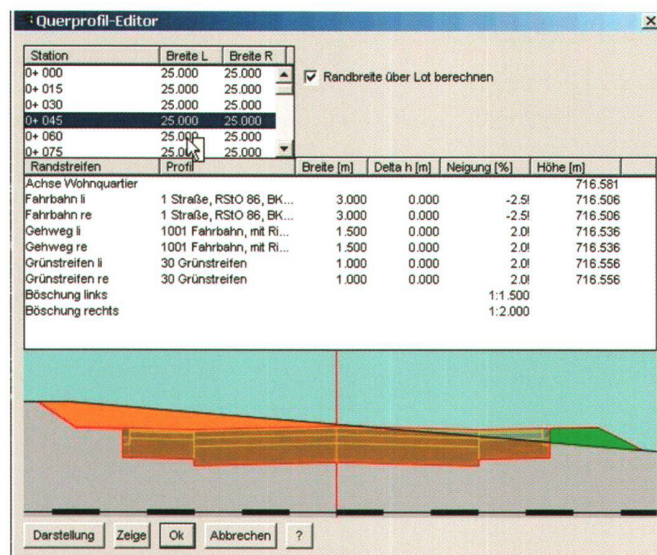 Querprofil-Editor
Station Breite L Breite R
0+ 000 25.000 25.000
0+ 015 25.000 25.000
0+ 030 25.000 25.000
0+ 045 25.000 25.000
0+ 060 25.000 25.000
0+ 075 25.000
Randbreite über Lot berechnen
Randstreifen Profil Breite [m] Delta h [m] Neigung [%] Höhe [m]
Achse Wohnquartier 716.581
Fahrbahn li 1 Straße, RStO 86, BK... 3.000 0.000 -2.5! 716.506
Fahrbahn re 1 Straße, RStO 86, BK... 3.000 0.000 -2.5! 716.506
Gehweg li 1001 Fahrbahn, mit Ri... 1.500 0.000 2.0! 716.536
Gehweg re 1001 Fahrbahn, mit Ri... 1.500 0.000 2.0! 716.536
Grünstreifen li 30 Grünstreifen 1.000 0.000 2.0! 716.556
Grünstreifen re 30 Grünstreifen 1.000 0.000 2.0! 716.556
Böschung links 1:1.500
Böschung rechts 1:2.000
Darstellung Zeige Ok Abbrechen ?